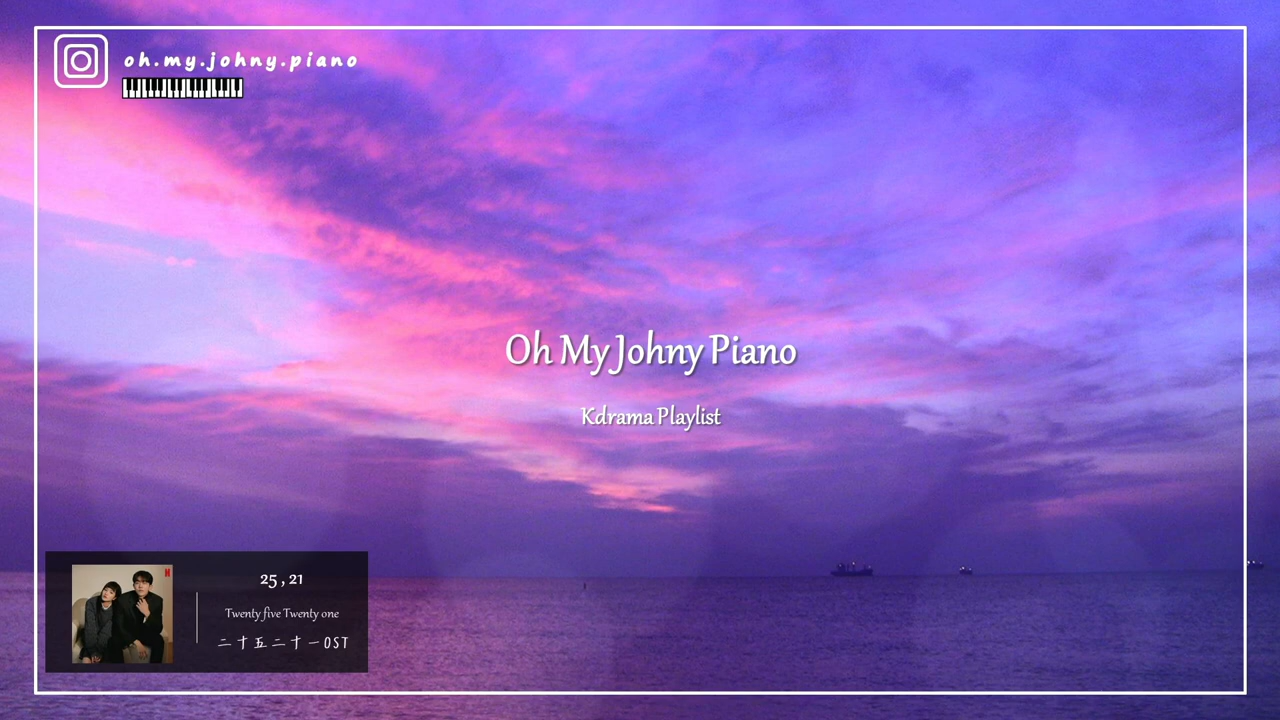 oh.my.johny.piano
Oh My Johny Piano
Kdrama Playlist
25 , 21
Twenty five Twenty one
二十五二十一OST